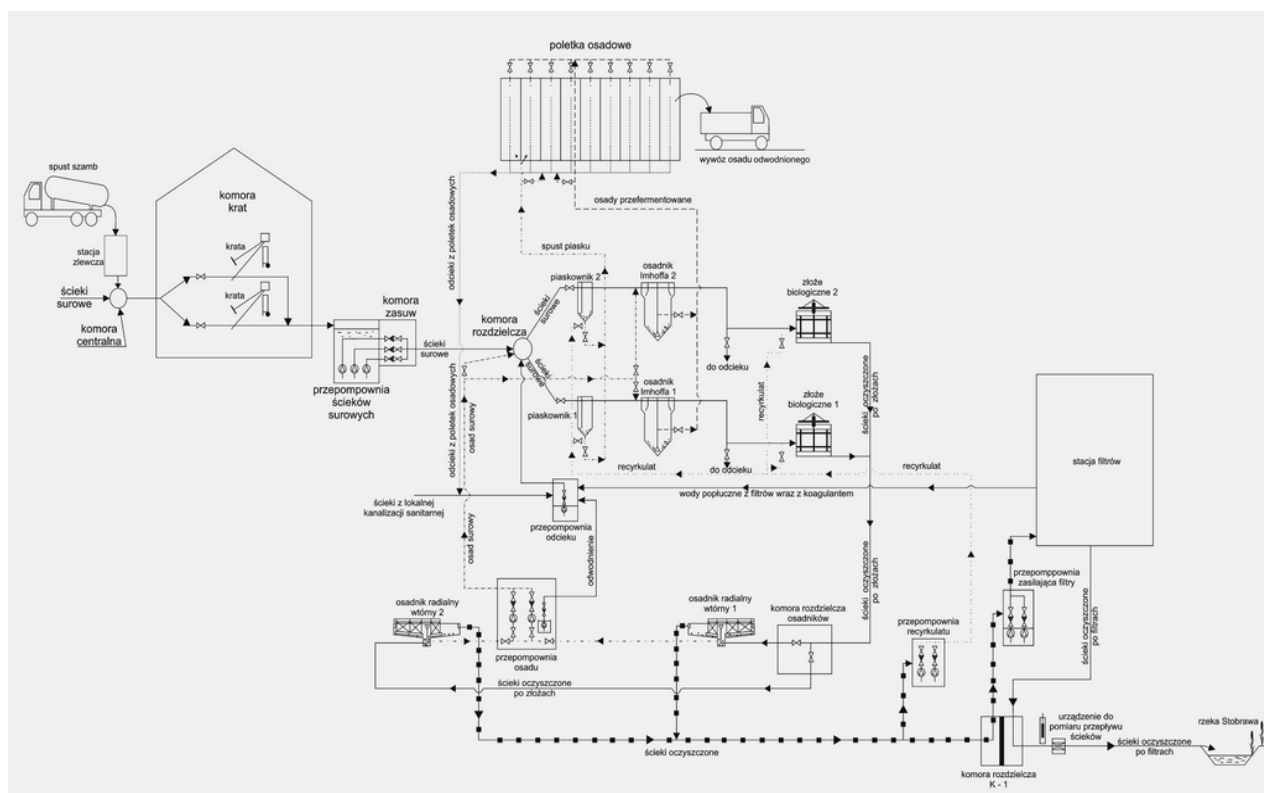 poletka osadowe
wywóz osadu odwodnionego
spust szamb
stacja
zlewcza
ścieki
surowe
komora
centralna
komora
krat
krata
krata
komora
zasuw
ścieki
surowe
przepompownia
ścieków
surowych
odcieki z poletek osadowych
odcieki z poletek osadowych
osady przefermentowane
spust piasku
komora
rozdzielcza
ścieki
surowe
ścieki
surowe
piaskownik 2
osadnik
Imhoffa 2
piaskownik 1
osadnik
Imhoffa 1
złoże
biologiczne 2
złoże
biologiczne 1
do odcieku
do odcieku
recyrkulat
recyrkulat
recyrkulat
ścieki oczyszczone
po złożach
osad surowy
osad surowy
ścieki z lokalnej
kanalizacji sanitarnej
przepompownia
odcieku
odwodnienie
wody popłuczne z filtrów wraz z koagulantem
stacja filtrów
ścieki oczyszczone
po złożach
przepomppownia
zasilająca filtry
ścieki oczyszczone
po filtrach
osadnik radialny
wtórny 2
przepompownia
osadu
osadnik radialny
wtórny 1
komora rozdzielcza
osadników
przepompownia
recyrkulatu
ścieki oczyszczone
po złożach
ścieki oczyszczone
komora rozdzielcza
K - 1
urządzenie do
pomiaru przepływu
ścieków
ścieki oczyszczone
po filtrach
rzeka Stobrawa